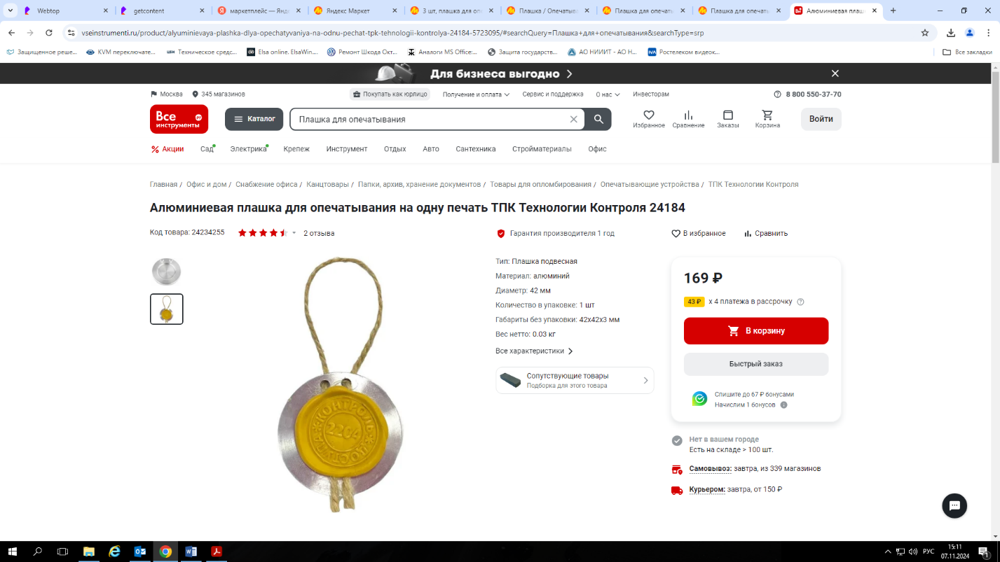 Webtop
getcontent
маркетплейс — Янд
Яндекс Маркет
3 шт, плашка для оп
Плашка / Опечатыва
Плашка для опечать
Плашка для опечать
Алюминиевая плаш
vseinstrumenti.ru/product/alyuminievaya-plashka-dlya-opechatyvaniya-na-odnu-pechat-tpk-tehnologii-kontrolya-24184-5723095/#searchQuery=Плашка+для+опечатывания&searchType=srp
Защищенное реше...
KVM переключате...
Техническое средс...
Elsa online. ElsaWin....
Ремонт Шкода Окт...
Аналоги MS Office:...
Защита государств...
АО НИИИТ - АО Н...
Ростелеком видеок...
Все закладки
Для бизнеса выгодно
Москва
345 магазинов
Покупать как юрлицо
Получение и оплата
Сервис и поддержка
О нас
Инвесторам
8 800 550-37-70
Все
.РУ
инструменты
Каталог
Плашка для опечатывания
Избранное
Сравнение
Заказы
Корзина
Войти
Акции
Сад
Электрика
Крепеж
Инструмент
Отдых
Авто
Сантехника
Стройматериалы
Офис
Главная / Офис и дом / Снабжение офиса / Канцтовары / Папки, архив, хранение документов / Товары для опломбирования / Опечатывающие устройства / ТПК Технологии Контроля
Алюминиевая плашка для опечатывания на одну печать ТПК Технологии Контроля 24184
Код товара: 24234255
2 отзыва
Гарантия производителя 1 год
В избранное
Сравнить
КОНТРОЛЬ
2204
ДОСТУПА
Тип: Плашка подвесная
Материал: алюминий
Диаметр: 42 мм
Количество в упаковке: 1 шт
Габариты без упаковки: 42х42х3 мм
Вес нетто: 0.03 кг
Все характеристики
Сопутствующие товары
Подборка для этого товара
169 ₽
43 ₽ х 4 платежа в рассрочку
В корзину
Быстрый заказ
Спишите до 67 ₽ бонусами
Начислим 1 бонусов
Нет в вашем городе
Есть на складе > 100 шт.
Самовывоз: завтра, из 339 магазинов
Курьером: завтра, от 150 ₽
РУС
15:11
07.11.2024
1